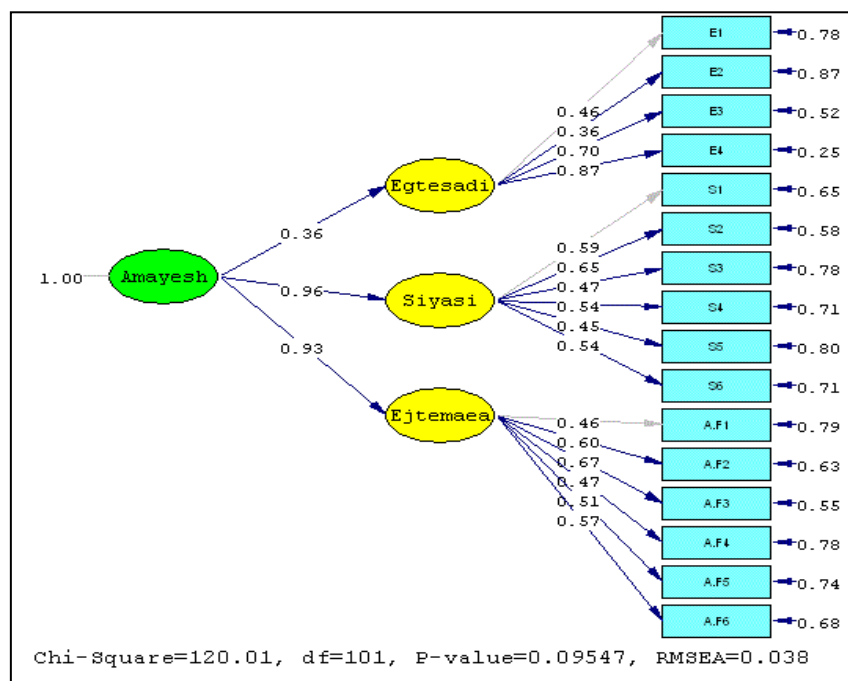 E1
0.78
E2
0.87
0.46
E3
0.52
0.36
0.70
E4
0.25
0.87
Egtesadi
S1
0.65
0.36
S2
0.58
0.59
0.65
S3
0.78
1.00
Amayesh
0.47
0.96
Siyasi
0.54
S4
0.71
0.45
0.54
S5
0.80
0.93
S6
0.71
Ejtemaea
0.46
A.F1
0.79
0.60
0.67
A.F2
0.63
0.47
0.51
A.F3
0.55
0.57
A.F4
0.78
A.F5
0.74
A.F6
0.68
Chi-Square=120.01, df=101, P-value=0.09547, RMSEA=0.038